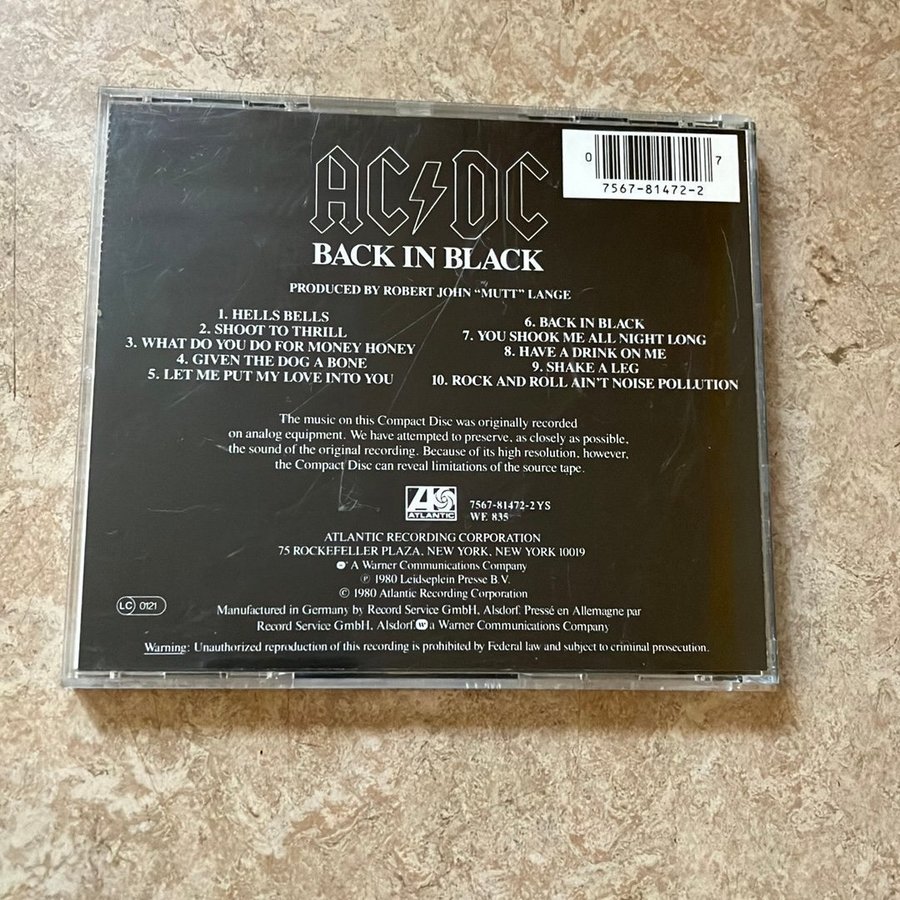 AC DC
0 7
7567-81472-2
BACK IN BLACK
PRODUCED BY ROBERT JOHN “MUTT” LANGE
1. HELLS BELLS
2. SHOOT TO THRILL
3. WHAT DO YOU DO FOR MONEY HONEY
4. GIVEN THE DOG A BONE
5. LET ME PUT MY LOVE INTO YOU
6. BACK IN BLACK
7. YOU SHOOK ME ALL NIGHT LONG
8. HAVE A DRINK ON ME
9. SHAKE A LEG
10. ROCK AND ROLL AIN'T NOISE POLLUTION
The music on this Compact Disc was originally recorded
on analog equipment. We have attempted to preserve, as closely as possible,
the sound of the original recording. Because of its high resolution, however,
the Compact Disc can reveal limitations of the source tape.
ATLANTIC
7567-81472-2 YS
WE 835
ATLANTIC RECORDING CORPORATION
75 ROCKEFELLER PLAZA, NEW YORK, NEW YORK 10019
A Warner Communications Company
℗ 1980 Leidseplein Presse B.V.
© 1980 Atlantic Recording Corporation
LC 0121
Manufactured in Germany by Record Service GmbH, Alsdorf. Pressé en Allemagne par
Record Service GmbH, Alsdorf. a Warner Communications Company
Warning: Unauthorized reproduction of this recording is prohibited by Federal law and subject to criminal prosecution.